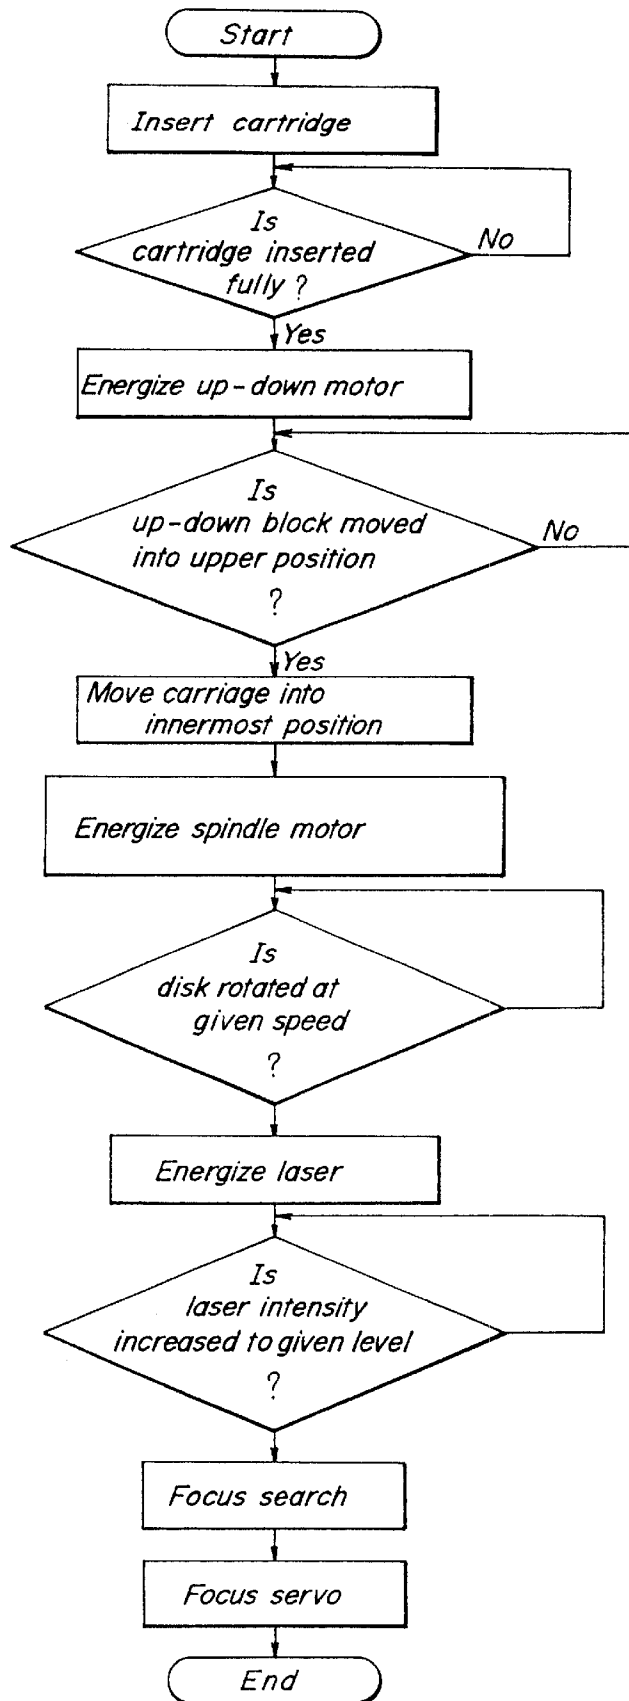 Start
Insert cartridge
Is
cartridge inserted
fully ?
No
Yes
Energize up-down motor
Is
up-down block moved
into upper position
?
No
Yes
Move carriage into
innermost position
Energize spindle motor
Is
disk rotated at
given speed
?
Energize laser
Is
laser intensity
increased to given level
?
Focus search
Focus servo
End